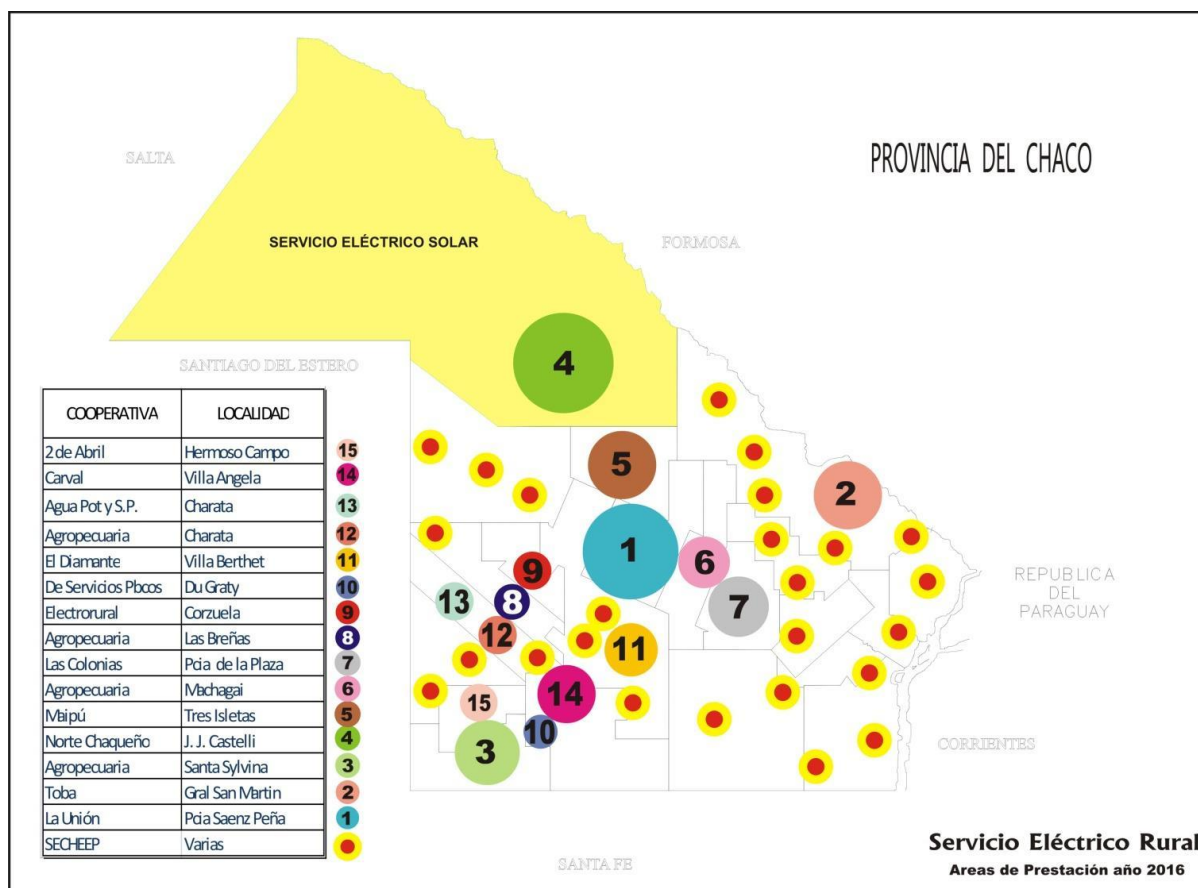 PROVINCIA DEL CHACO
SALTA
SERVICIO ELÉCTRICO SOLAR
FORMOSA
SANTIAGO DEL ESTERO
4
COOPERATIVA LOCALIDAD
2 de Abril Hermoso Campo 15
Carval Villa Angela 14
Agua Pot y S.P. Charata 13
Agropecuaria Charata 12
El Diamante Villa Berthet 11
De Servicios Pbcos Du Graty 10
Electrorural Corzuela 9
Agropecuaria Las Breñas 8
Las Colonias Pcia de la Plaza 7
Agropecuaria Machagai 6
Maipú Tres Isletas 5
Norte Chaqueño J. J. Castelli 4
Agropecuaria Santa Sylvina 3
Toba Gral San Martin 2
La Unión Pcia Saenz Peña 1
SECHEEP Varias
5
2
1
6
9
13
8
7
12
11
14
15
10
3
REPUBLICA
DEL
PARAGUAY
CORRIENTES
SANTA FE
Servicio Eléctrico Rural
Areas de Prestación año 2016